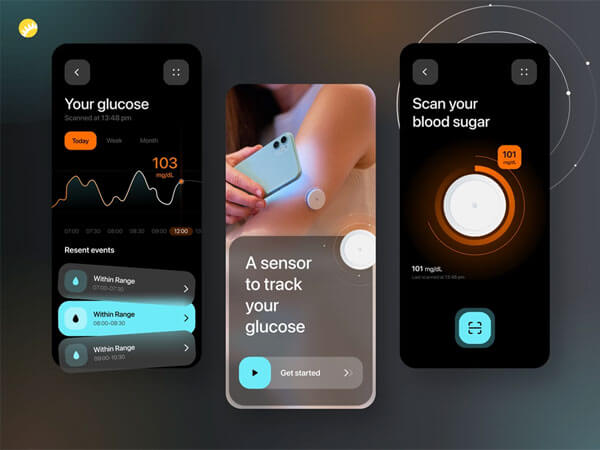 Your glucose
Scanned at 13:48 pm
Today Week Month
103
mg/dL
07:00 07:30 08:00 09:00 10:30 11:30 12:00
Resent events
Within Range
07:00-07:30
Within Range
08:00-08:30
Within Range
09:00-10:30
A sensor
to track
your
glucose
Get started
Scan your
blood sugar
101
mg/dL
101 mg/dL
Last scanned at 13:48 pm